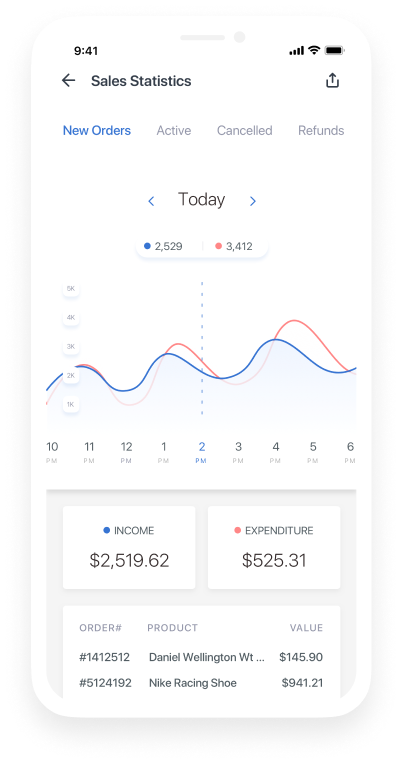 9:41
Sales Statistics
New Orders Active Cancelled Refunds
Today
2,529 3,412
5K
4K
3K
2K
1K
10 11 12 1 2 3 4 5 6
PM PM PM PM PM PM PM PM PM
INCOME EXPENDITURE
$2,519.62 $525.31
ORDER# PRODUCT VALUE
#1412512 Daniel Wellington Wt ... $145.90
#5124192 Nike Racing Shoe $941.21